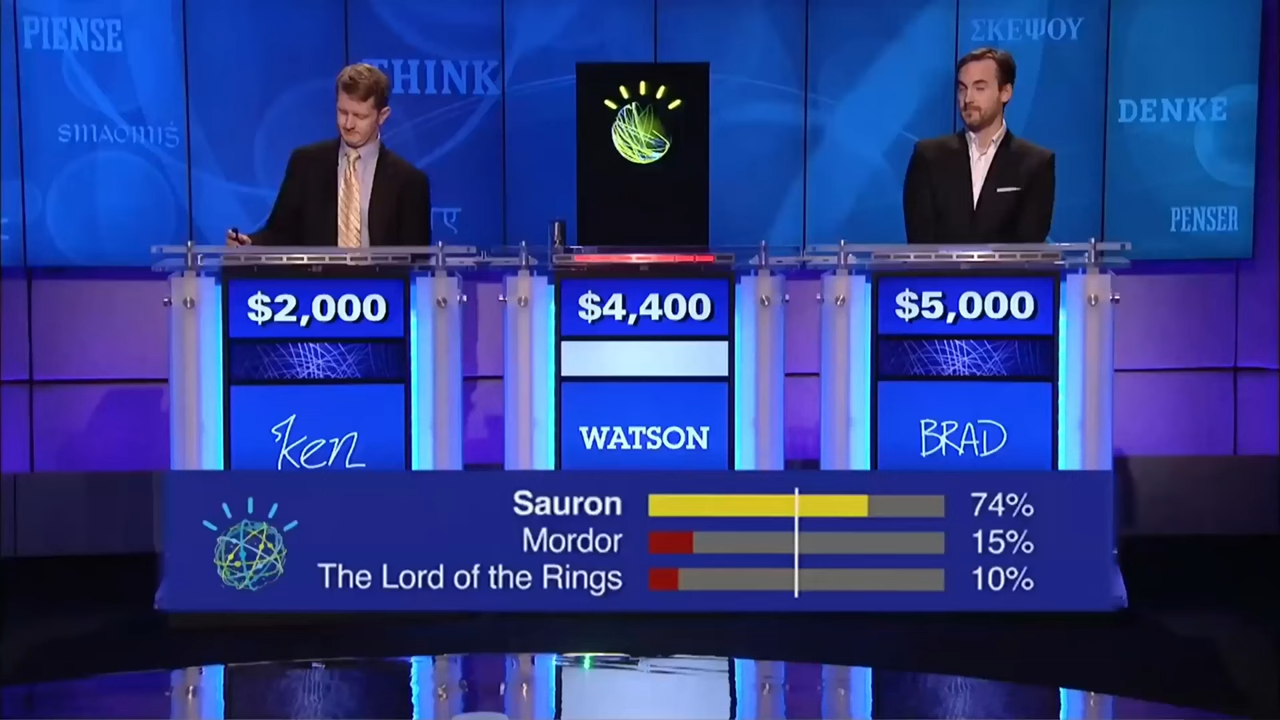 PIENSE
THINK
ΣΚΕΨΟΥ
DENKE
PENSER
$2,000
$4,400
$5,000
Ken
WATSON
BRAD
Sauron 74%
Mordor 15%
The Lord of the Rings 10%